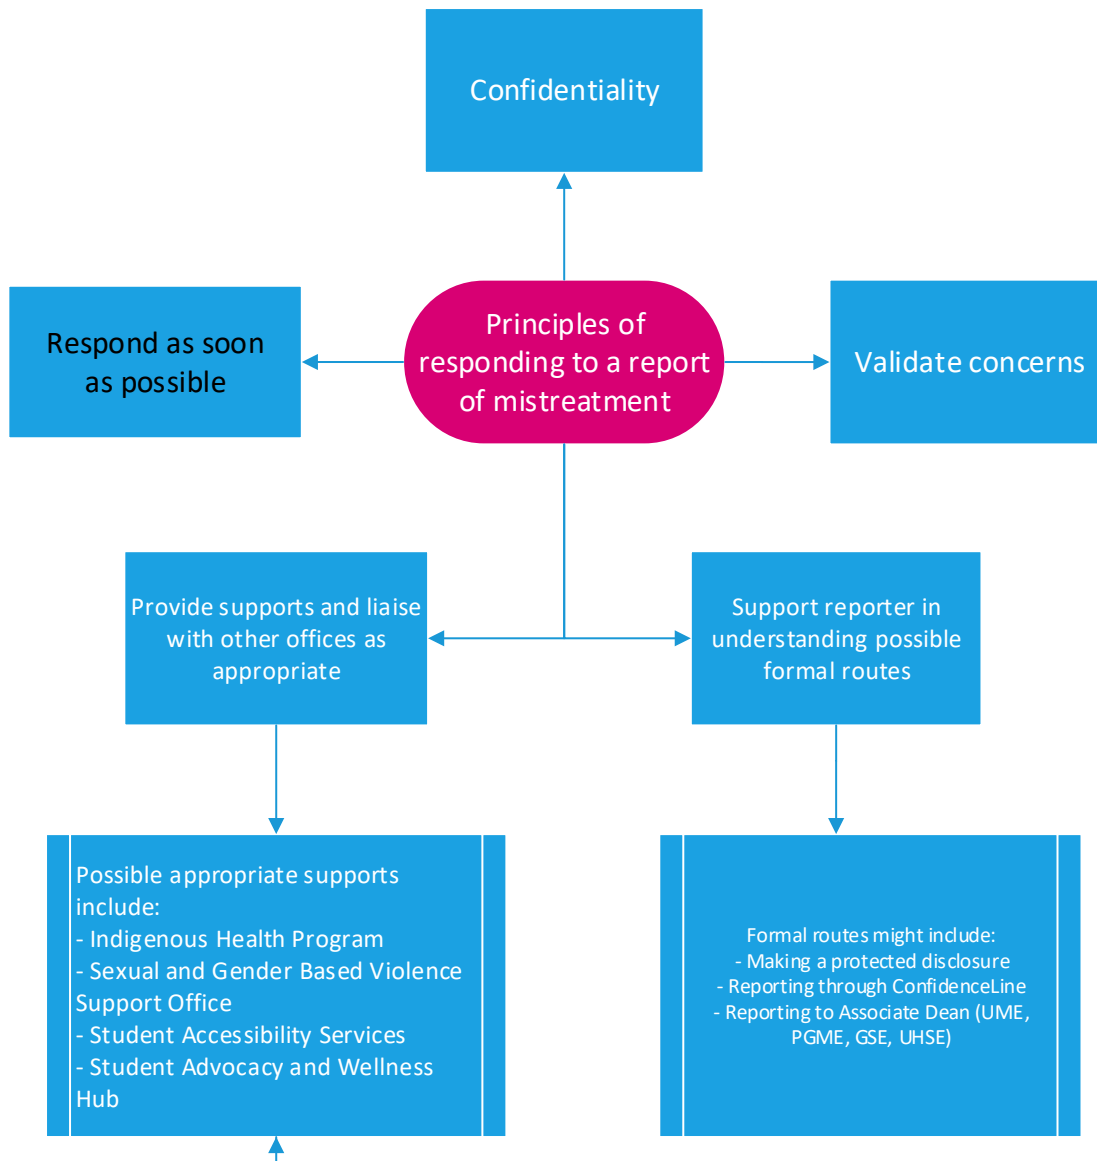 Confidentiality
Respond as soon
as possible
Principles of
responding to a report
of mistreatment
Validate concerns
Provide supports and liaise
with other offices as
appropriate
Support reporter in
understanding possible
formal routes
Possible appropriate supports
include:
- Indigenous Health Program
- Sexual and Gender Based Violence
Support Office
- Student Accessibility Services
- Student Advocacy and Wellness
Hub
Formal routes might include:
- Making a protected disclosure
- Reporting through ConfidenceLine
- Reporting to Associate Dean (UME,
PGME, GSE, UHSE)